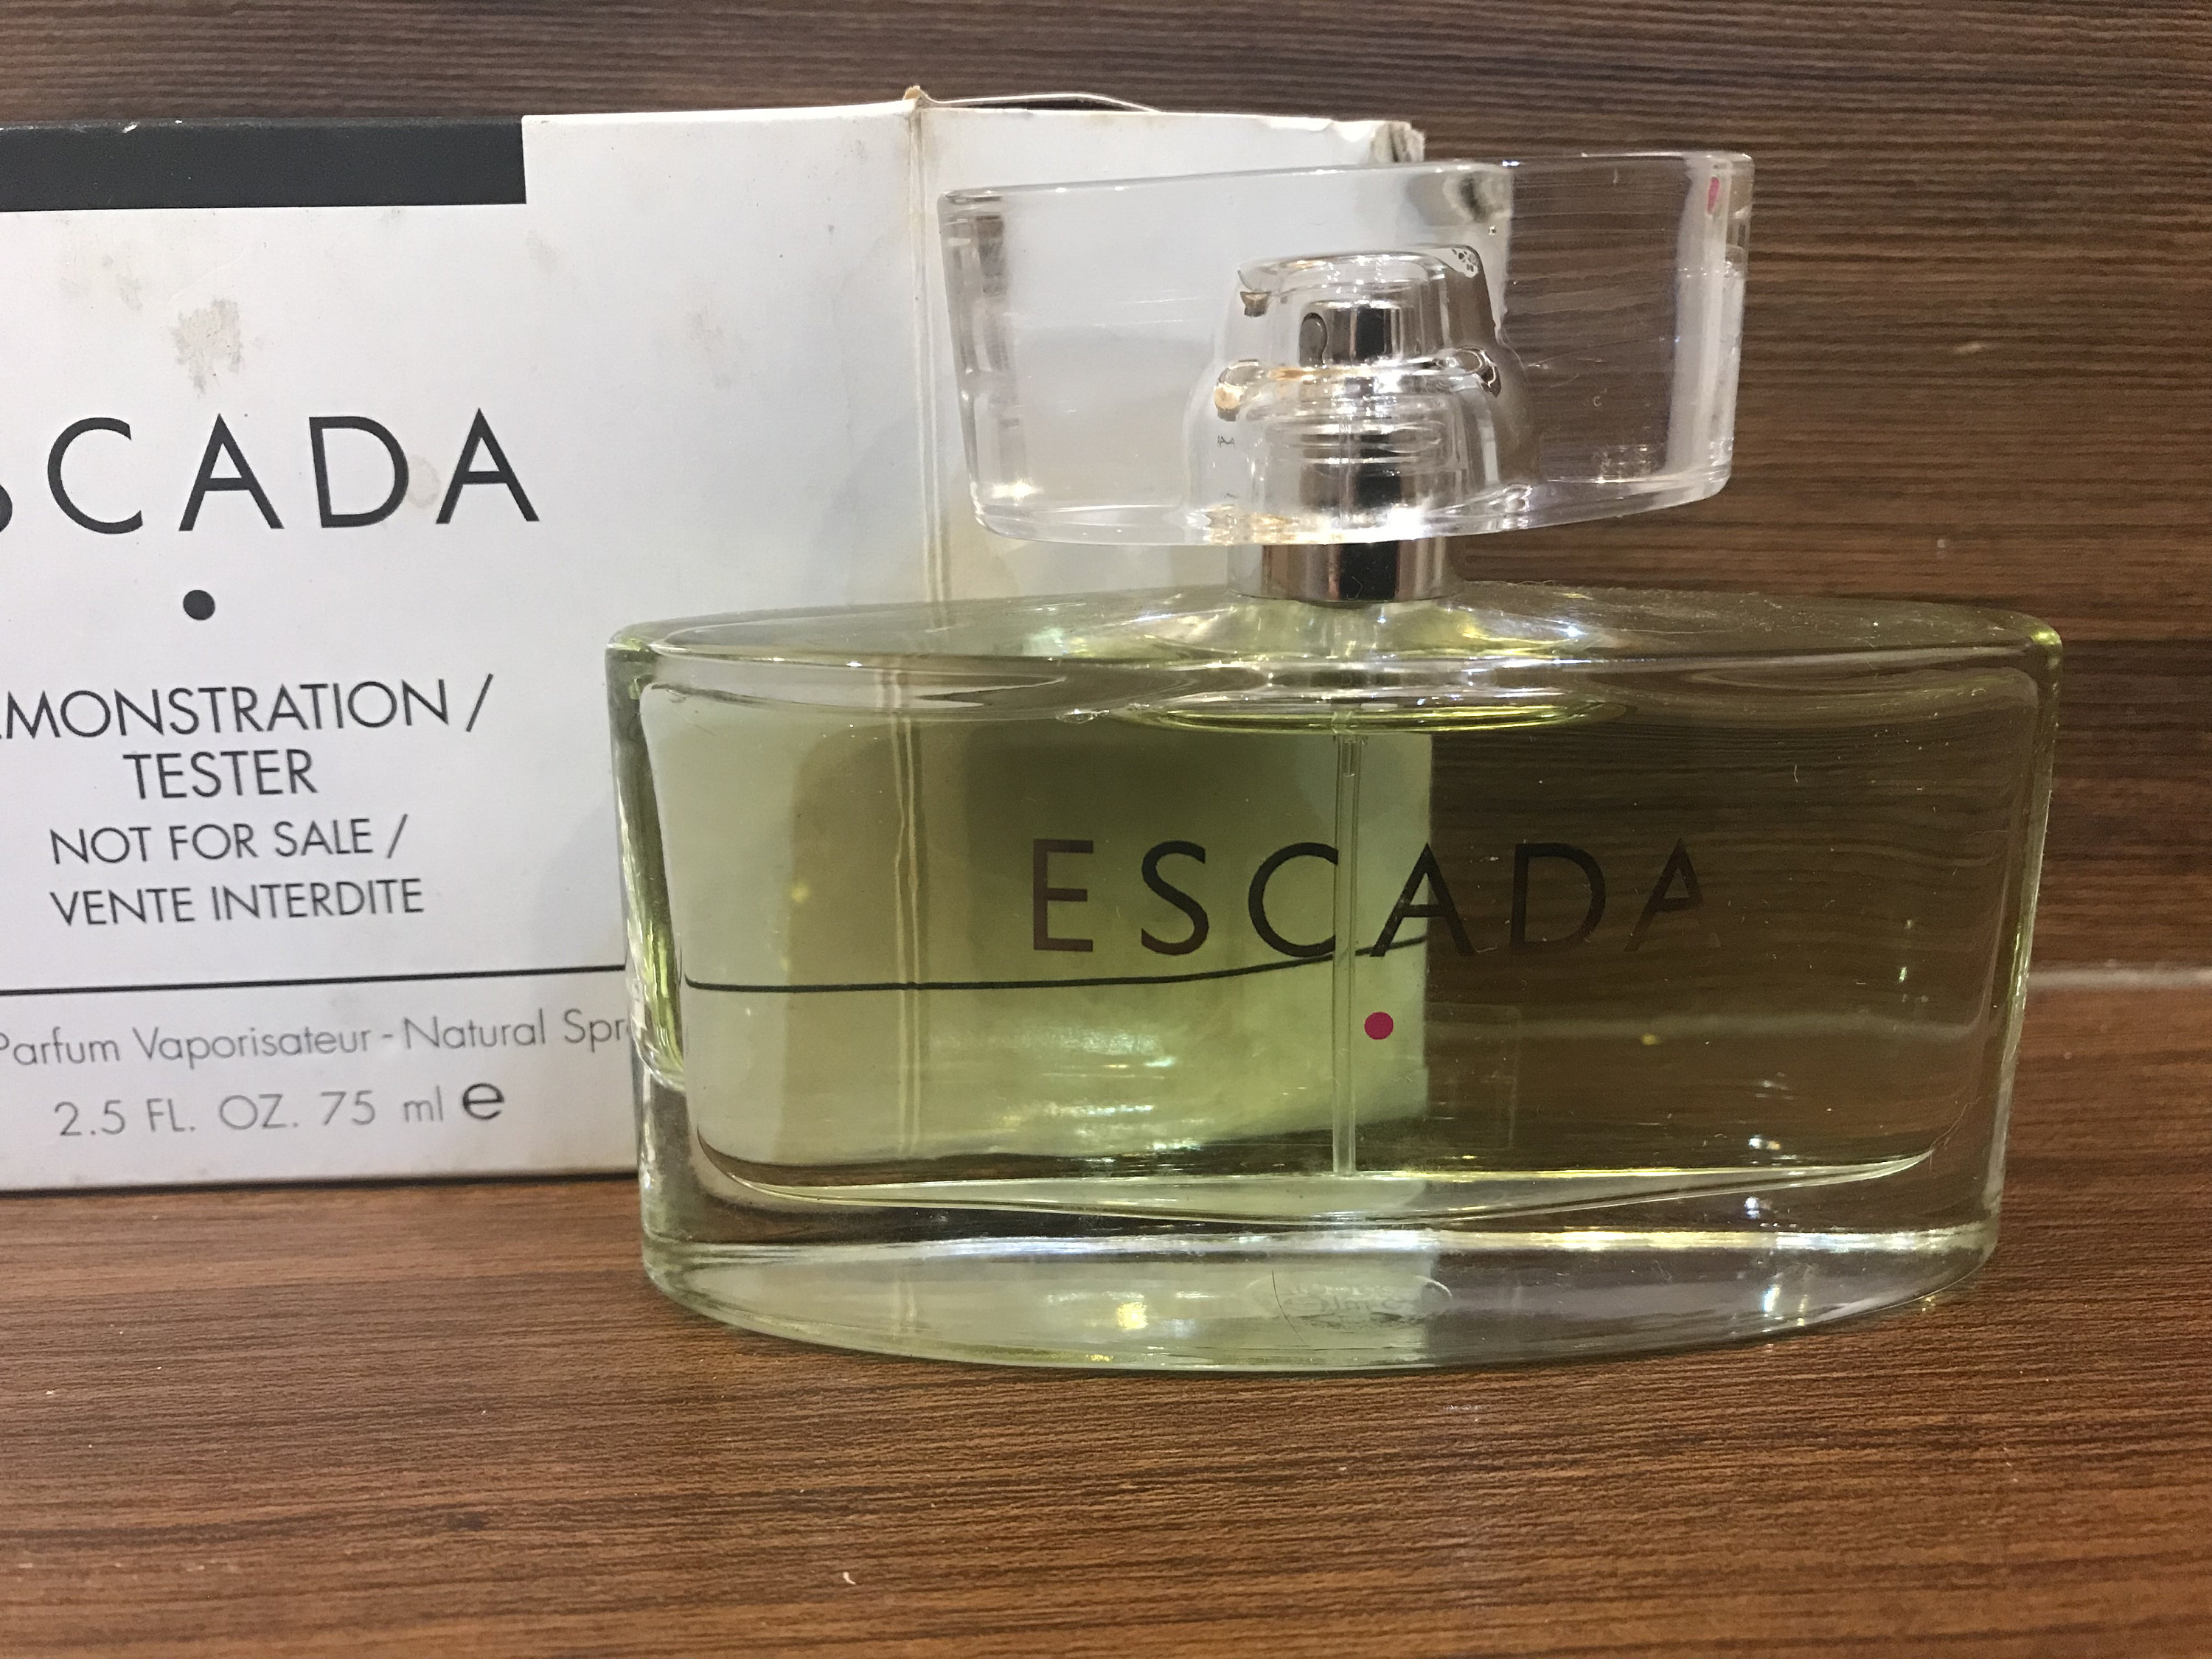 SCADA
MONSTRATION /
TESTER
NOT FOR SALE /
VENTE INTERDITE
Parfum Vaporisateur - Natural Spr
2.5 FL. OZ. 75 ml e
ESCADA